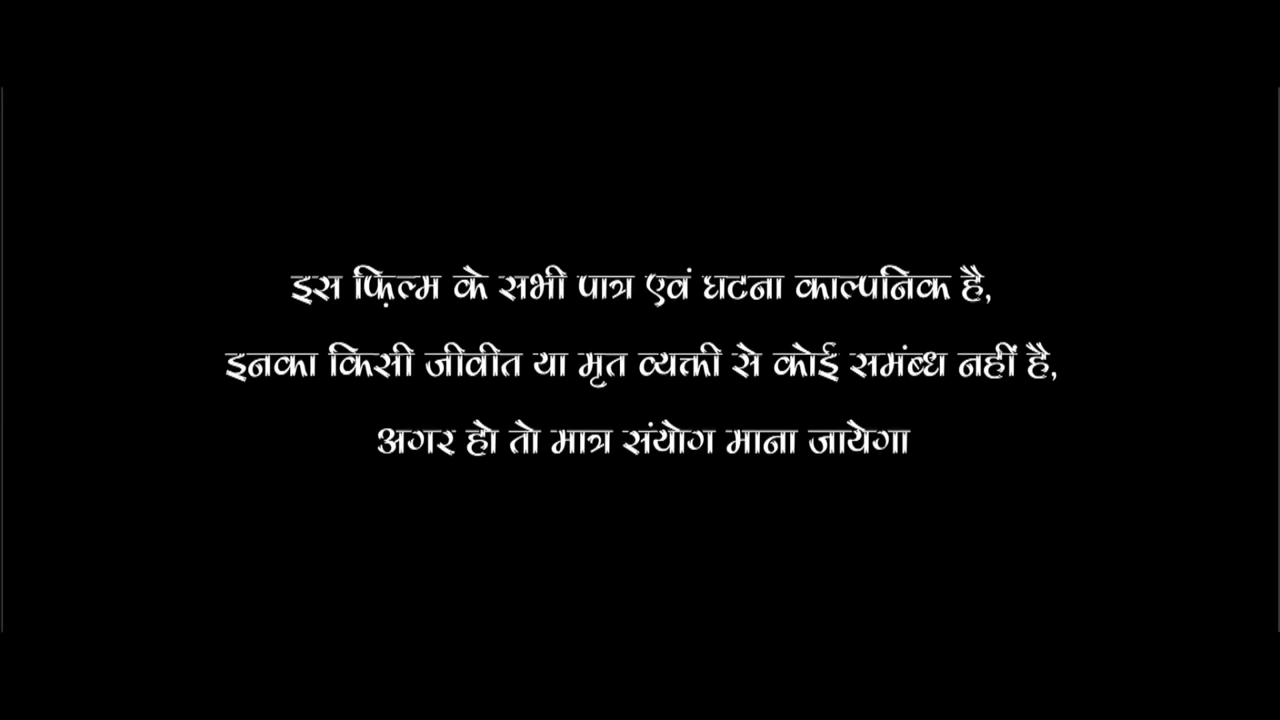 इस फ़िल्म के सभी पात्र एवं घटना काल्पनिक है,
इनका किसी जीवीत या मृत व्यक्ती से कोई समंब्ध नहीं है,
अगर हो तो मात्र संयोग माना जायेगा